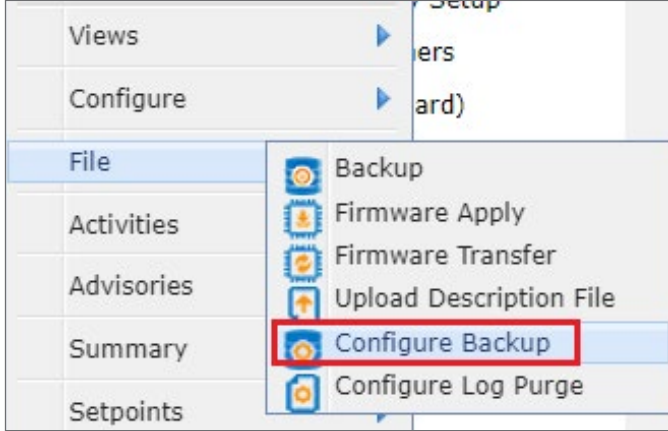 Setup
Views
ers
Configure
ard)
File
Backup
Firmware Apply
Activities
Firmware Transfer
Advisories
Upload Description File
Summary
Configure Backup
Configure Log Purge
Setpoints